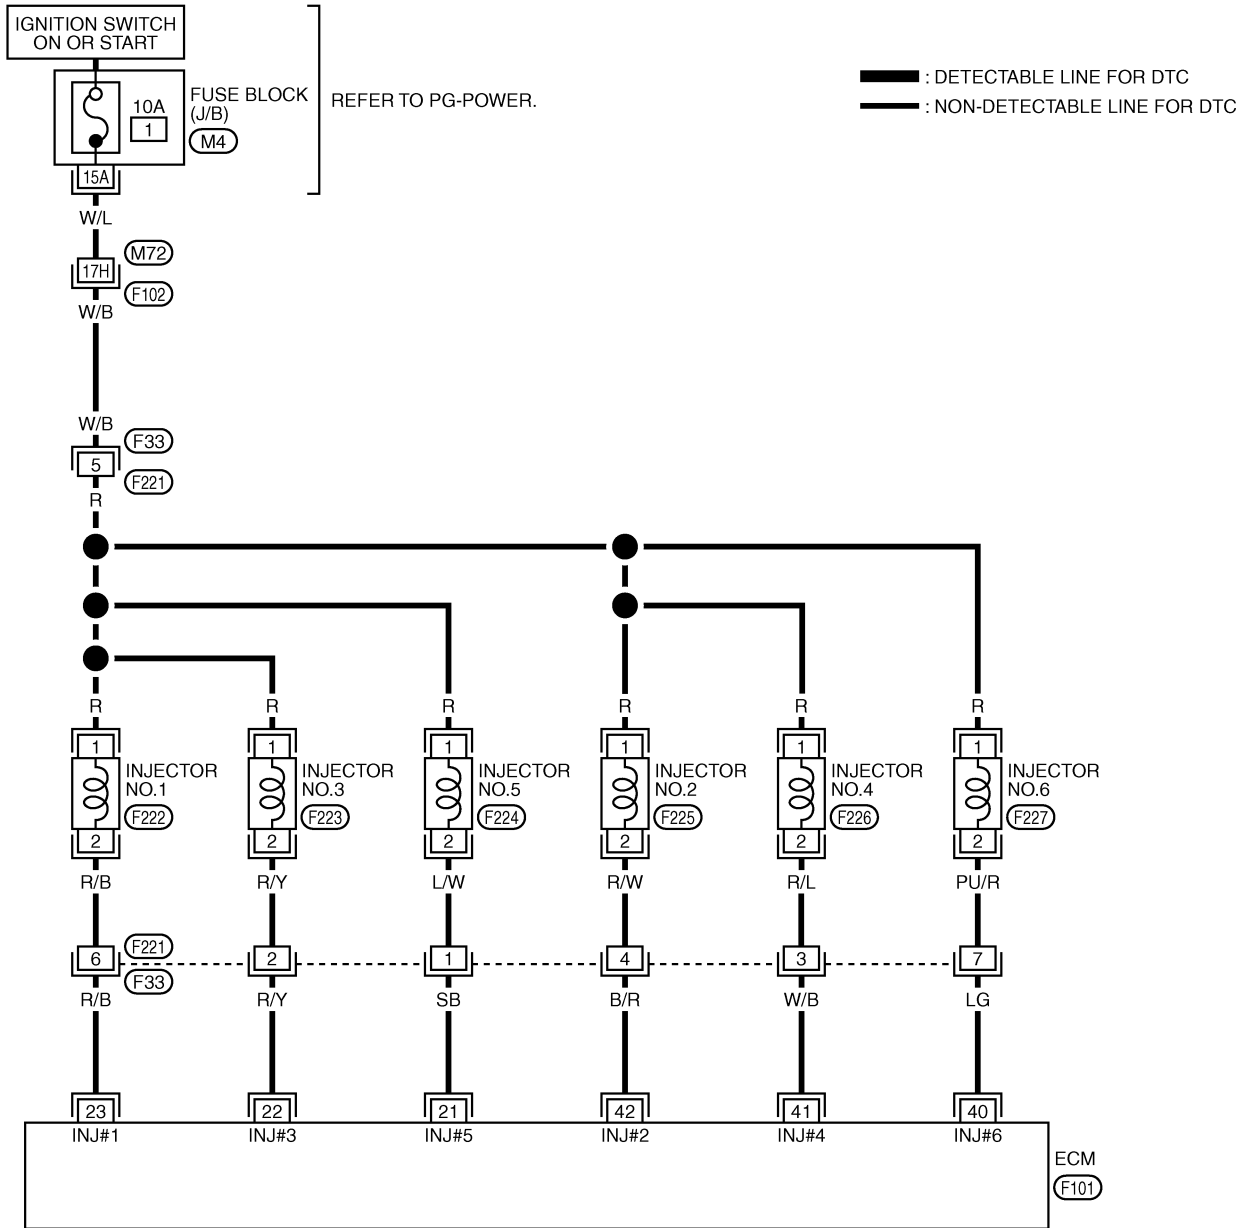 IGNITION SWITCH
ON OR START
10A
1
FUSE BLOCK
(J/B)
M4
REFER TO PG-POWER.
: DETECTABLE LINE FOR DTC
: NON-DETECTABLE LINE FOR DTC
15A
W/L
M72
17H
F102
W/B
W/B
F33
5
F221
R
R R R R R R
1 1 1 1 1 1
INJECTOR
NO.1
F222
INJECTOR
NO.3
F223
INJECTOR
NO.5
F224
INJECTOR
NO.2
F225
INJECTOR
NO.4
F226
INJECTOR
NO.6
F227
2 2 2 2 2 2
R/B R/Y L/W R/W R/L PU/R
F221
6 2 1 4 3 7
F33
R/B R/Y SB B/R W/B LG
23 22 21 42 41 40
INJ#1 INJ#3 INJ#5 INJ#2 INJ#4 INJ#6
ECM
F101